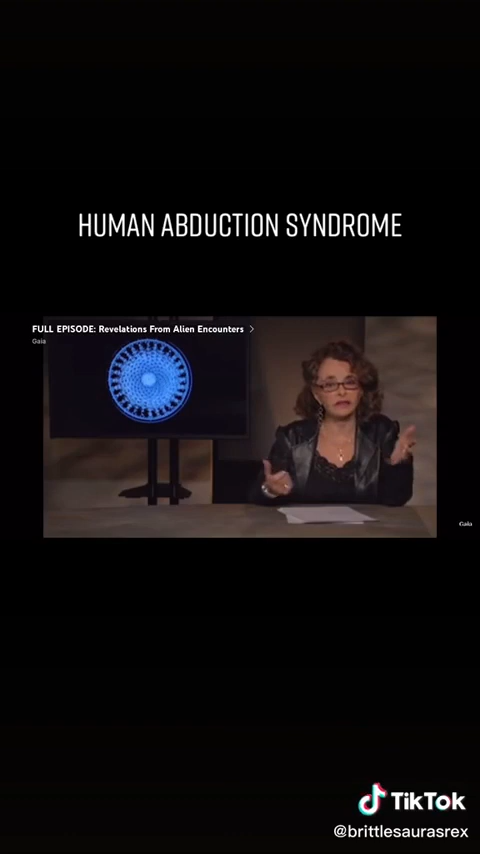 HUMAN ABDUCTION SYNDROME
FULL EPISODE: Revelations From Alien Encounters
Gaia
Gaia
TikTok
@brittlesaurasrex